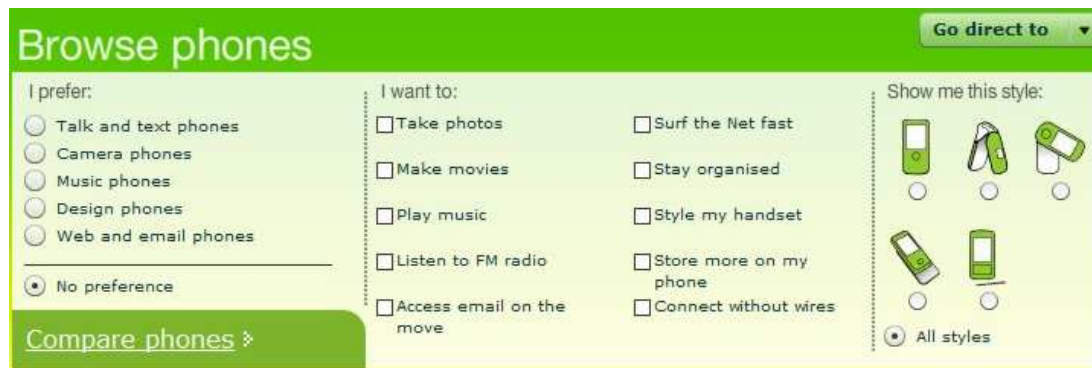 Browse phones
Go direct to
I prefer:
Talk and text phones
Camera phones
Music phones
Design phones
Web and email phones
No preference
Compare phones
I want to:
Take photos
Make movies
Play music
Listen to FM radio
Access email on the
move
Surf the Net fast
Stay organised
Style my handset
Store more on my
phone
Connect without wires
Show me this style:
All styles